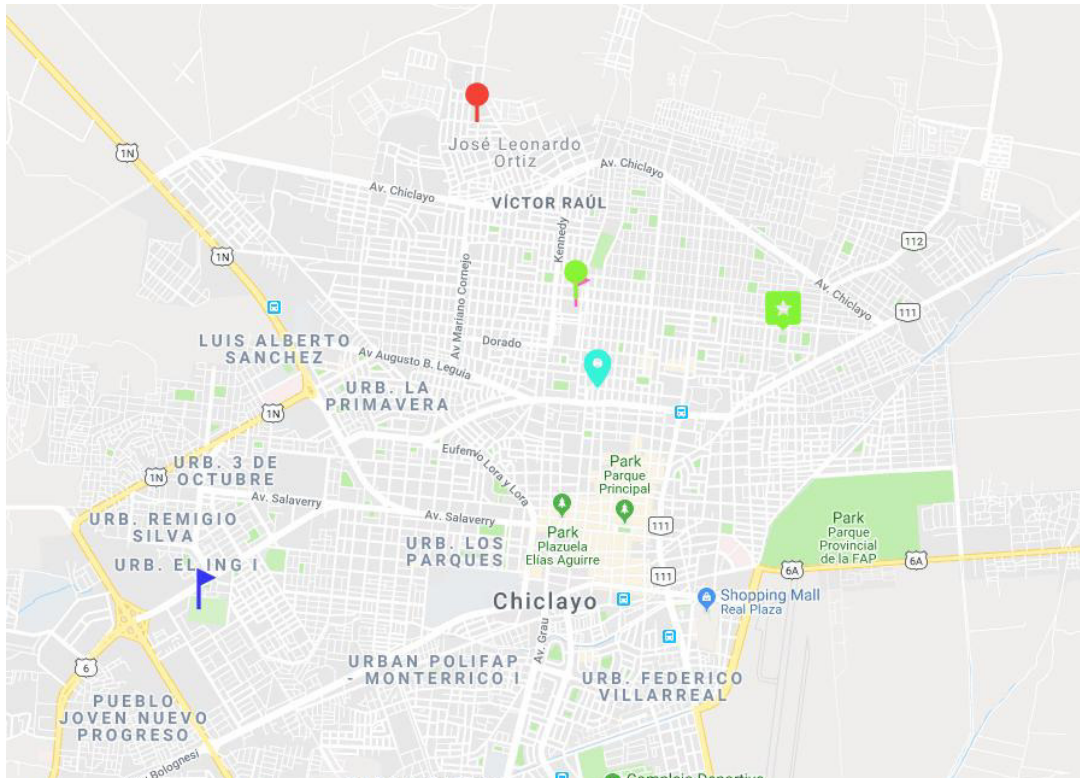 1N
José Leonardo
Ortiz
Av. Chiclayo
Av. Chiclayo
VÍCTOR RAÚL
Kennedy
112
1N
Av Mariano Cornejo
Av. Chiclayo
111
LUIS ALBERTO
SANCHEZ
Dorado
Av Augusto B. Leguía
URB. LA
PRIMAVERA
1N
Eufemio Lora y Lora
URB. 3 DE
OCTUBRE
1N
Park
Parque
Principal
Av. Salaverry
Av. Salaverry
URB. REMIGIO
SILVA
111
Park
Parque
Provincial
de la FAP
Park
Plazuela
Elías Aguirre
URB. LOS
PARQUES
URB. EL ING I
6A
6A
111
Chiclayo
Shopping Mall
Real Plaza
Av. Grau
6
URBAN POLIFAP
- MONTERRICO I
URB. FEDERICO
VILLARREAL
PUEBLO
JOVEN NUEVO
PROGRESO
Bolognesi